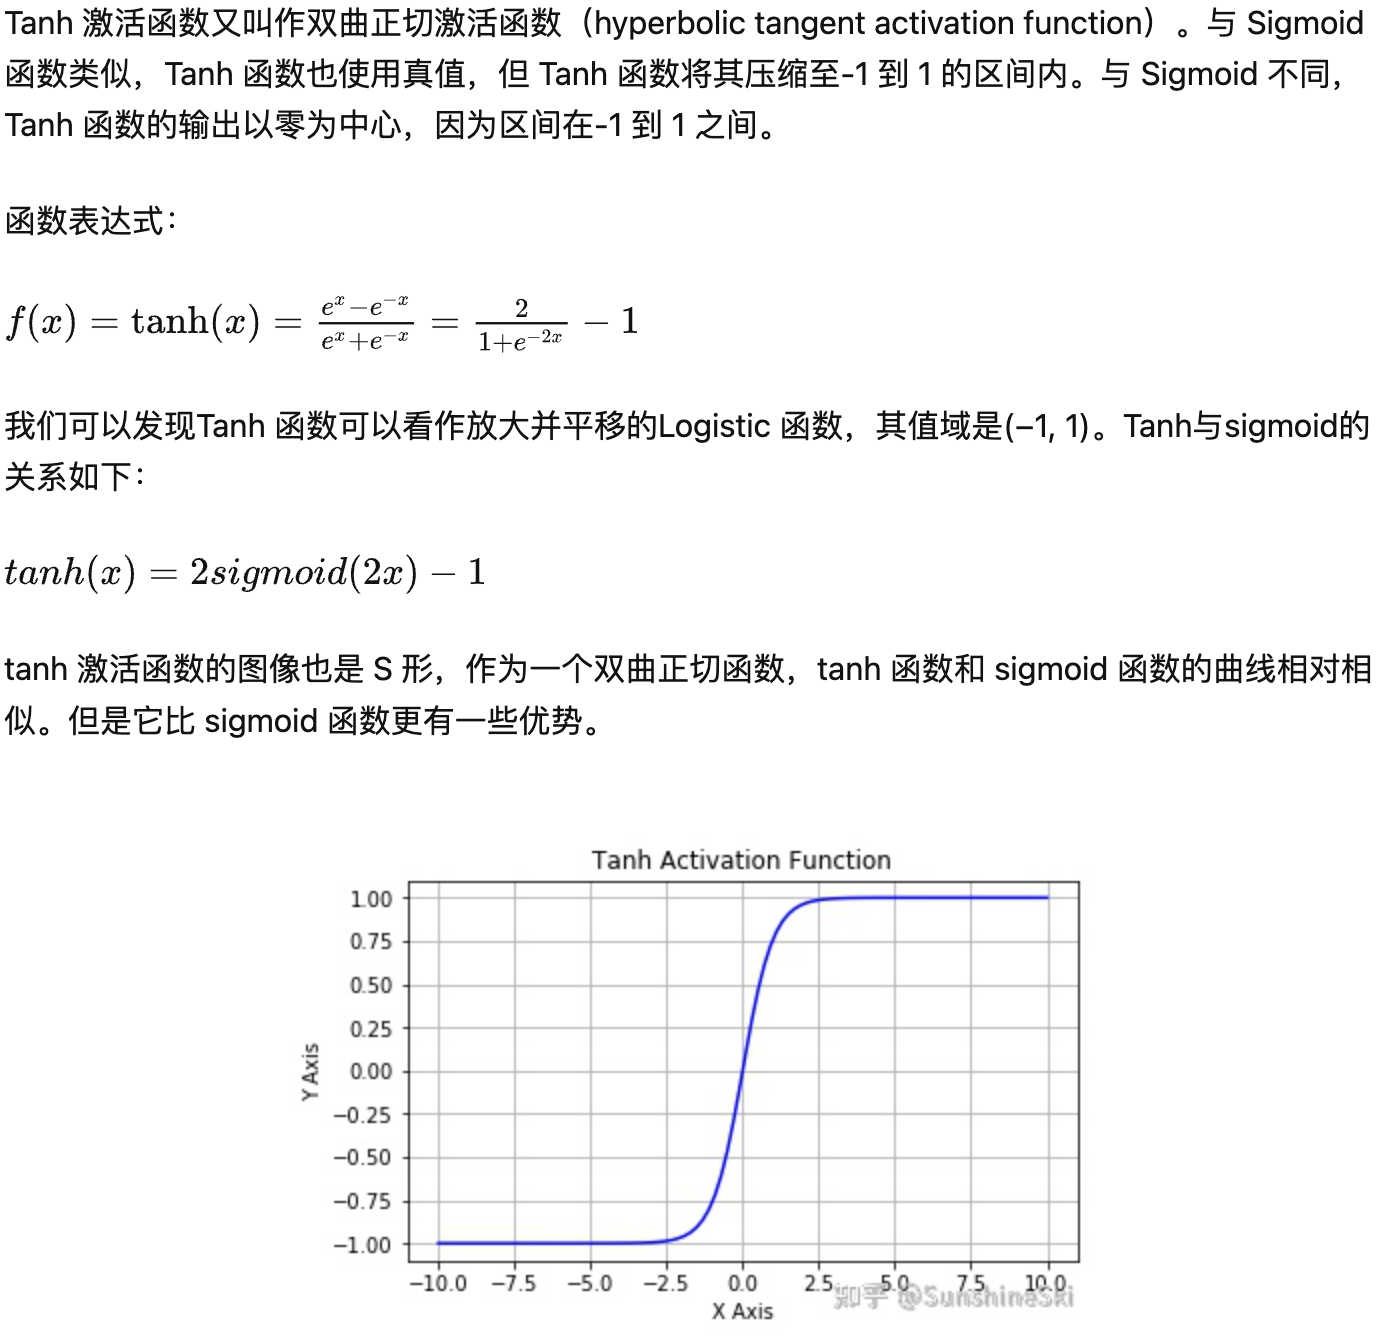 Tanh 激活函数又叫作双曲正切激活函数（hyperbolic tangent activation function）。与 Sigmoid
函数类似，Tanh 函数也使用真值，但 Tanh 函数将其压缩至-1 到 1 的区间内。与 Sigmoid 不同，
Tanh 函数的输出以零为中心，因为区间在-1 到 1 之间。
函数表达式：
f(x) = tanh(x) = (e^x − e^−x)/(e^x + e^−x) = 2/(1+e^−2x) − 1
我们可以发现Tanh 函数可以看作放大并平移的Logistic 函数，其值域是(−1, 1)。Tanh与sigmoid的
关系如下：
tanh(x) = 2sigmoid(2x) − 1
tanh 激活函数的图像也是 S 形，作为一个双曲正切函数，tanh 函数和 sigmoid 函数的曲线相对相
似。但是它比 sigmoid 函数更有一些优势。
Tanh Activation Function
1.00
0.75
0.50
0.25
0.00
−0.25
−0.50
−0.75
−1.00
Y Axis
−10.0 −7.5 −5.0 −2.5 0.0 2.5 5.0 7.5 10.0
X Axis
知乎 @SunshineSki